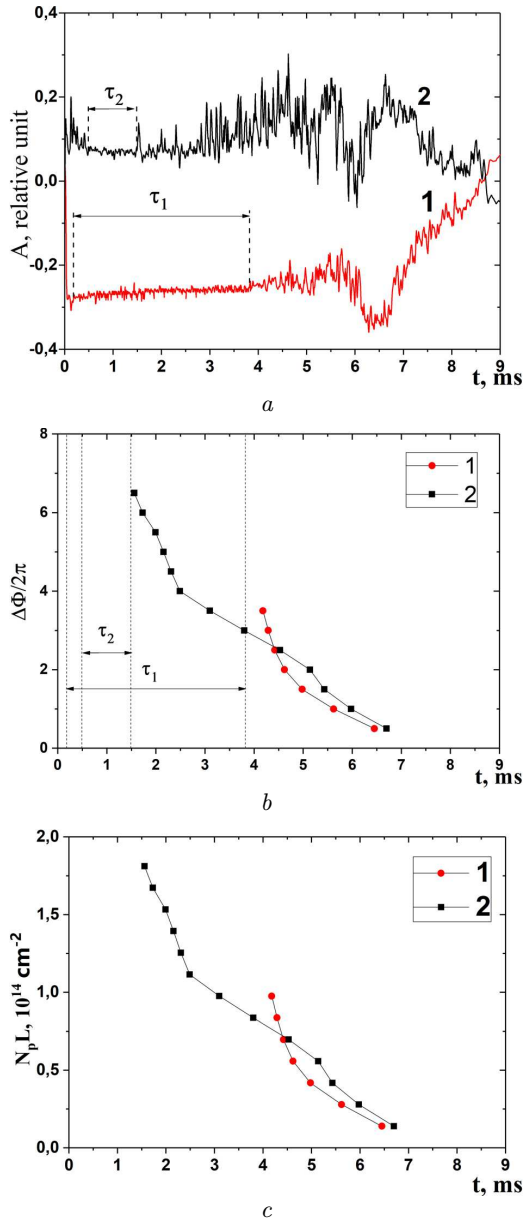 0,4
0,2
0,0
-0,2
-0,4
A, relative unit
τ2
2
τ1
1
0 1 2 3 4 5 6 7 8 9
t, ms
a
8
6
4
2
0
ΔΦ/2π
1
2
τ2
τ1
0 1 2 3 4 5 6 7 8 9
t, ms
b
2,0
1,5
1,0
0,5
0,0
NpL, 10¹⁴ cm⁻²
1
2
0 1 2 3 4 5 6 7 8 9
t, ms
c